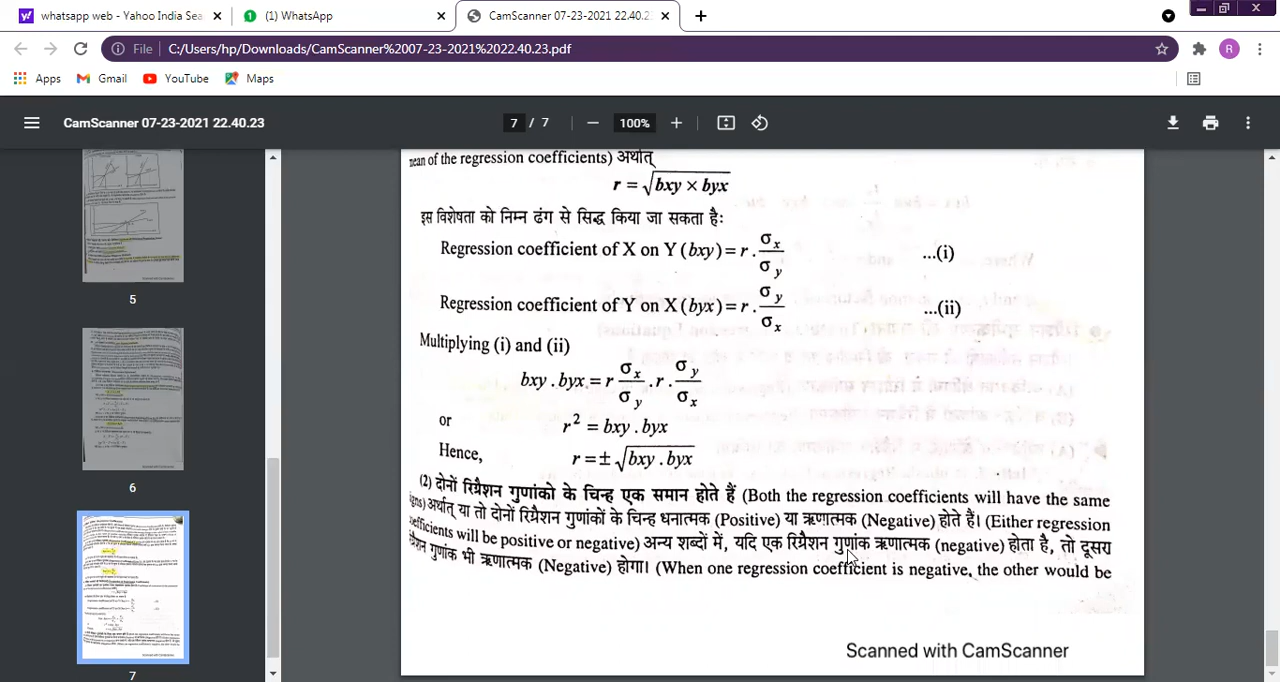 whatsapp web - Yahoo India Sea
(1) WhatsApp
CamScanner 07-23-2021 22.40.2
File
C:/Users/hp/Downloads/CamScanner%2007-23-2021%2022.40.23.pdf
R
Apps Gmail YouTube Maps
CamScanner 07-23-2021 22.40.23
7 / 7
100%
5
6
7
nean of the regression coefficients) अर्थात्
r = √bxy × byx
इस विशेषता को निम्न ढंग से सिद्ध किया जा सकता है:
Regression coefficient of X on Y (bxy) = r . σx/σy ...(i)
Regression coefficient of Y on X (byx) = r . σy/σx ...(ii)
Multiplying (i) and (ii)
bxy . byx = r σx/σy . r . σy/σx
or r² = bxy . byx
Hence, r = ± √bxy . byx
(2) दोनों रिग्रैशन गुणांको के चिन्ह एक समान होते हैं (Both the regression coefficients will have the same
igns) अर्थात् या तो दोनों रिग्रैशन गुणांकों के चिन्ह धनात्मक (Positive) या ऋणात्मक (Negative) होते हैं। (Either regression
efficients will be positive or negative) अन्य शब्दों में, यदि एक रिग्रैशन गुणांक ऋणात्मक (negative) होता है, तो दूसरा
ग्रैशन गुणांक भी ऋणात्मक (Negative) होगा। (When one regression coefficient is negative, the other would be
Scanned with CamScanner